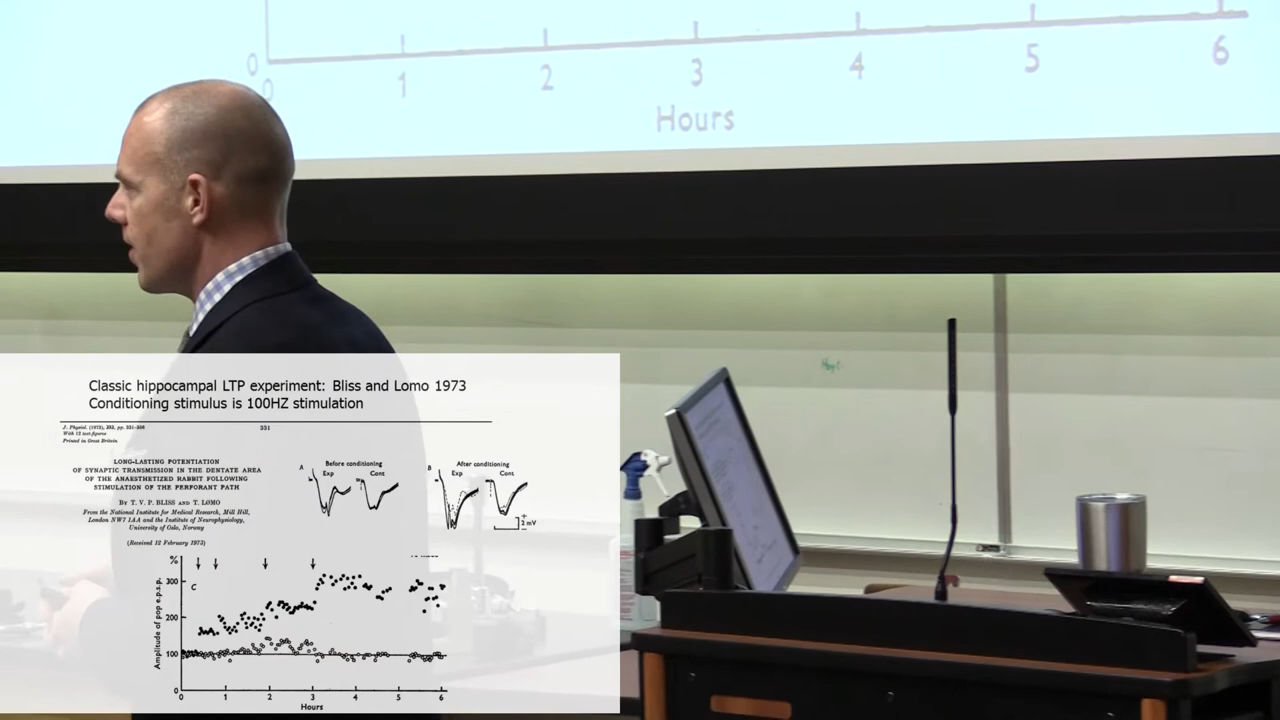 0
0 1 2 3 4 5 6
Hours
Classic hippocampal LTP experiment: Bliss and Lomo 1973
Conditioning stimulus is 100HZ stimulation
J. Physiol. (1973), 232, pp. 331-356
With 12 text-figures
Printed in Great Britain
331
LONG-LASTING POTENTIATION
OF SYNAPTIC TRANSMISSION IN THE DENTATE AREA
OF THE ANAESTHETIZED RABBIT FOLLOWING
STIMULATION OF THE PERFORANT PATH
BY T. V. P. BLISS AND T. LØMO
From the National Institute for Medical Research, Mill Hill,
London NW7 1AA and the Institute of Neurophysiology,
University of Oslo, Norway
(Received 12 February 1973)
A Before conditioning
Exp Cont
B After conditioning
Exp Cont
+
2 mV
−
%
C
300
200
100
0
Amplitude of pop e.p.s.p.
0 1 2 3 4 5 6
Hours